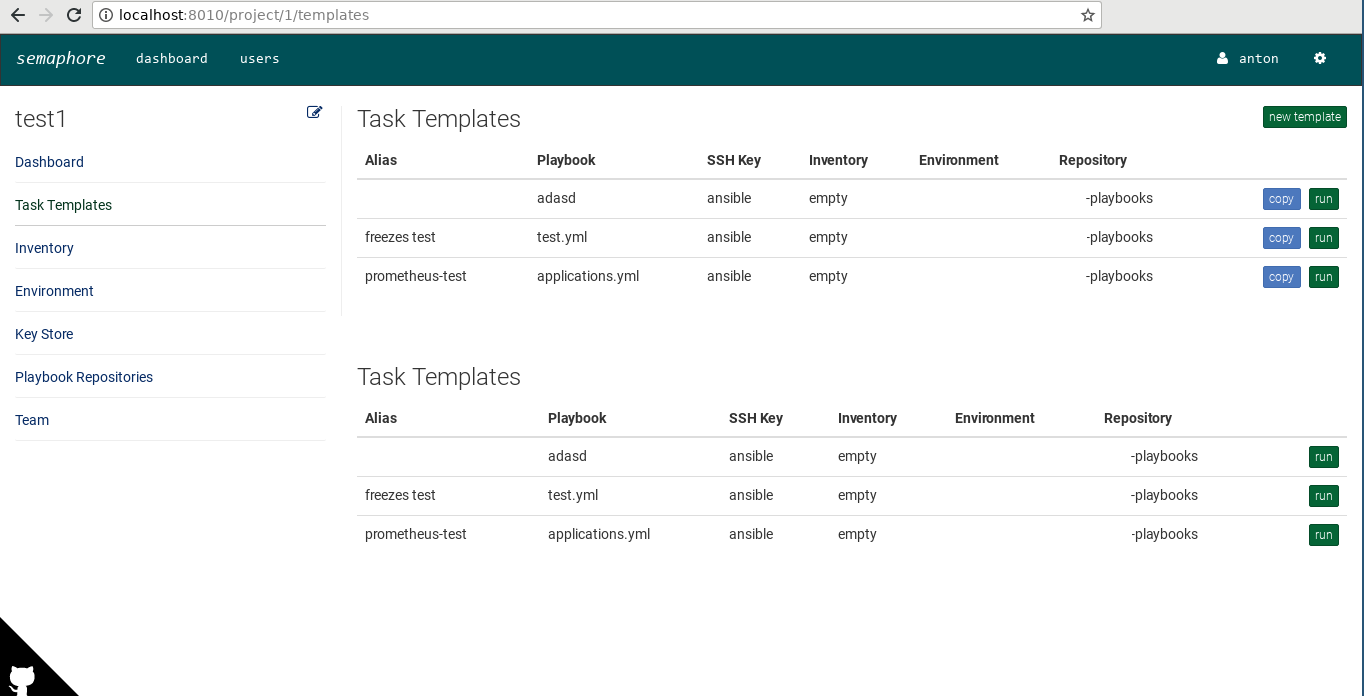 localhost:8010/project/1/templates
semaphore dashboard users anton
test1
Dashboard
Task Templates
Inventory
Environment
Key Store
Playbook Repositories
Team
Task Templates new template
Alias Playbook SSH Key Inventory Environment Repository
adasd ansible empty -playbooks copy run
freezes test test.yml ansible empty -playbooks copy run
prometheus-test applications.yml ansible empty -playbooks copy run
Task Templates
Alias Playbook SSH Key Inventory Environment Repository
adasd ansible empty -playbooks run
freezes test test.yml ansible empty -playbooks run
prometheus-test applications.yml ansible empty -playbooks run